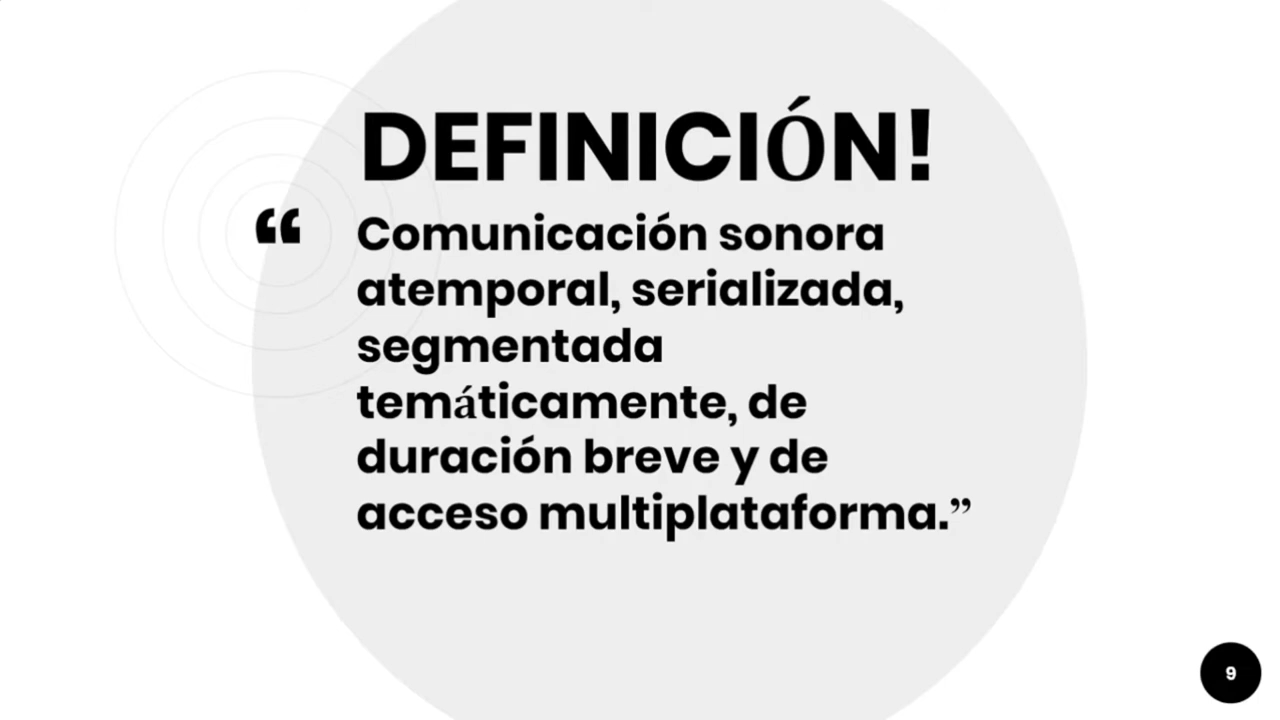 DEFINICIÓN!
“ Comunicación sonora
atemporal, serializada,
segmentada
temáticamente, de
duración breve y de
acceso multiplataforma.”
9